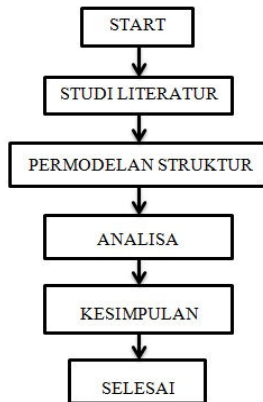 START
STUDI LITERATUR
PERMODELAN STRUKTUR
ANALISA
KESIMPULAN
SELESAI